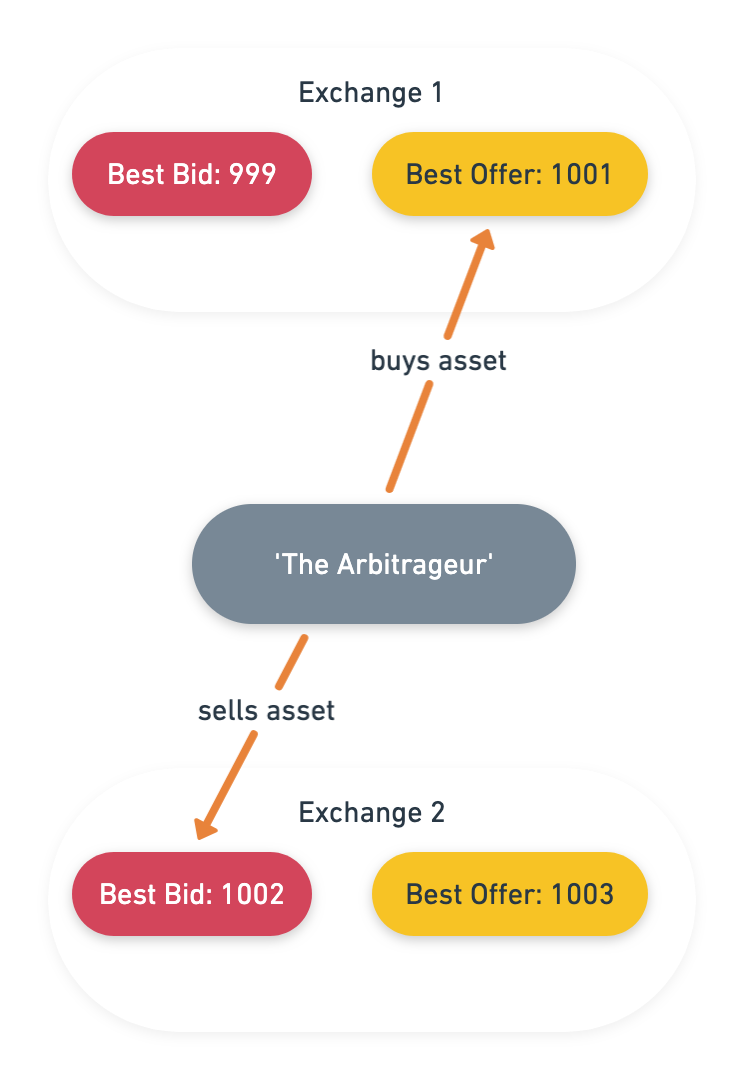 Exchange 1
Best Bid: 999
Best Offer: 1001
buys asset
'The Arbitrageur'
sells asset
Exchange 2
Best Bid: 1002
Best Offer: 1003